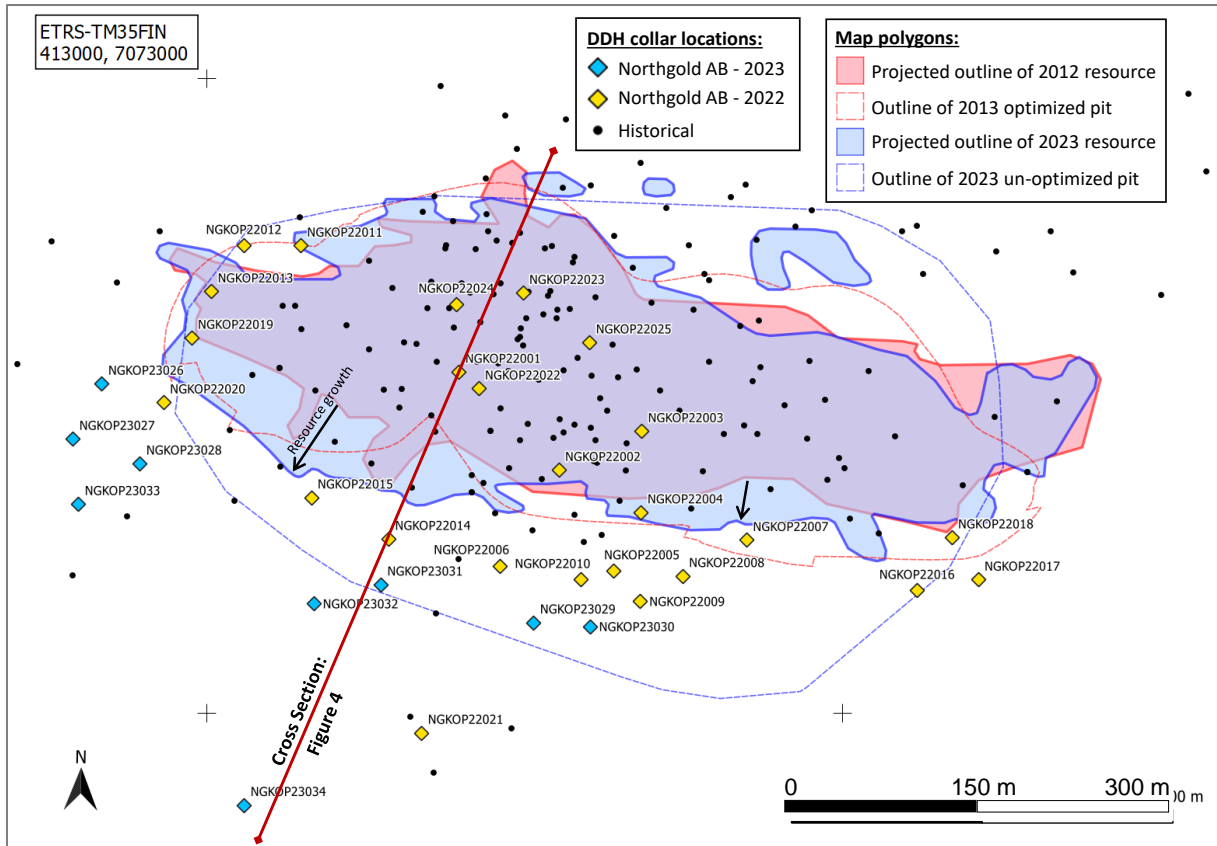 ETRS-TM35FIN
413000, 7073000
DDH collar locations:
Northgold AB - 2023
Northgold AB - 2022
Historical
Map polygons:
Projected outline of 2012 resource
Outline of 2013 optimized pit
Projected outline of 2023 resource
Outline of 2023 un-optimized pit
NGKOP22012
NGKOP22011
NGKOP22013
NGKOP22024
NGKOP22023
NGKOP22019
NGKOP22025
NGKOP22001
NGKOP23026
NGKOP22020
NGKOP22022
Resource growth
NGKOP22003
NGKOP23027
NGKOP23028
NGKOP22002
NGKOP22015
NGKOP22004
NGKOP23033
NGKOP22014
NGKOP22007
NGKOP22018
NGKOP22006
NGKOP22010
NGKOP22005
NGKOP22008
NGKOP22017
NGKOP22016
NGKOP23031
NGKOP23032
NGKOP22009
NGKOP23029
NGKOP23030
Cross Section:
Figure 4
NGKOP22021
NGKOP23034
N
0 150 m 300 m
00 m